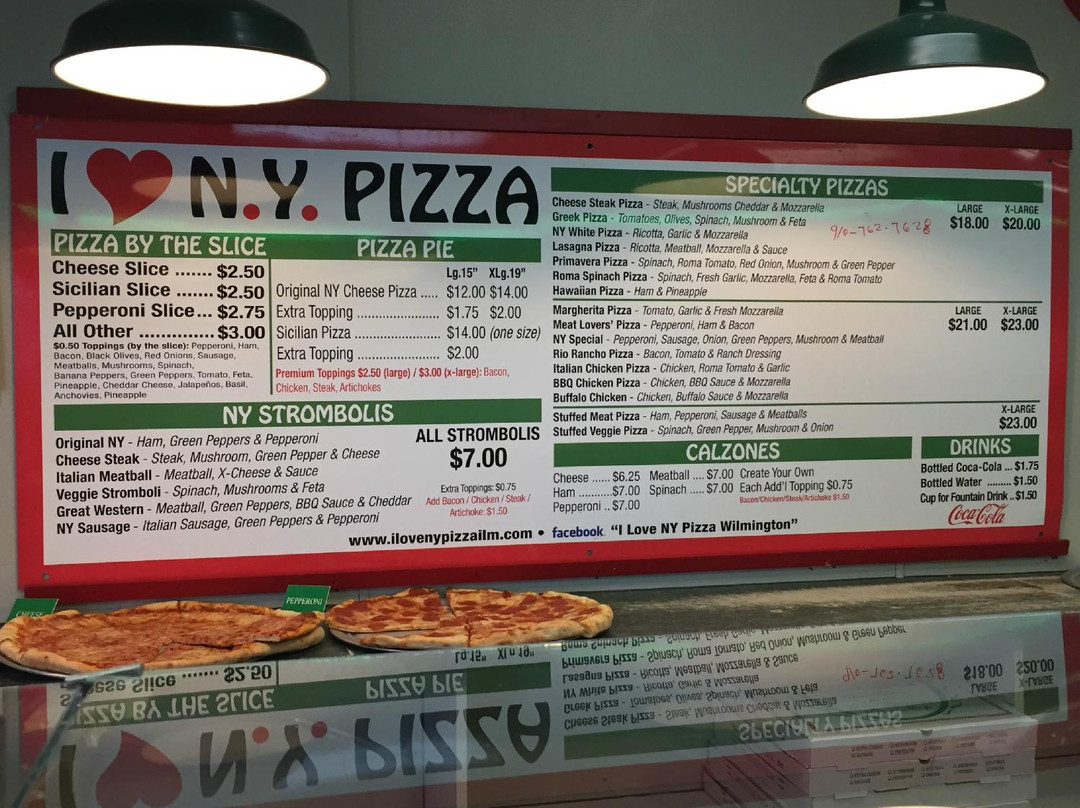 I ♥ N.Y. PIZZA
PIZZA BY THE SLICE
Cheese Slice ....... $2.50
Sicilian Slice ....... $2.50
Pepperoni Slice... $2.75
All Other .............. $3.00
$0.50 Toppings (by the slice): Pepperoni, Ham,
Bacon, Black Olives, Red Onions, Sausage,
Meatballs, Mushrooms, Spinach,
Banana Peppers, Green Peppers, Tomato, Feta,
Pineapple, Cheddar Cheese, Jalapeños, Basil,
Anchovies, Pineapple
PIZZA PIE
Lg.15" XLg.19"
Original NY Cheese Pizza ..... $12.00 $14.00
Extra Topping ....................... $1.75 $2.00
Sicilian Pizza ....................... $14.00 (one size)
Extra Topping ...................... $2.00
Premium Toppings $2.50 (large) / $3.00 (x-large): Bacon,
Chicken, Steak, Artichokes
NY STROMBOLIS
Original NY - Ham, Green Peppers & Pepperoni
Cheese Steak - Steak, Mushroom, Green Pepper & Cheese
Italian Meatball - Meatball, X-Cheese & Sauce
Veggie Stromboli - Spinach, Mushrooms & Feta
Great Western - Meatball, Green Peppers, BBQ Sauce & Cheddar
NY Sausage - Italian Sausage, Green Peppers & Pepperoni
ALL STROMBOLIS
$7.00
Extra Toppings: $0.75
Add Bacon / Chicken / Steak /
Artichoke: $1.50
SPECIALTY PIZZAS
LARGE X-LARGE
$18.00 $20.00
Cheese Steak Pizza - Steak, Mushrooms Cheddar & Mozzarella
Greek Pizza - Tomatoes, Olives, Spinach, Mushroom & Feta
NY White Pizza - Ricotta, Garlic & Mozzarella
910-762-7628
Lasagna Pizza - Ricotta, Meatball, Mozzarella & Sauce
Primavera Pizza - Spinach, Roma Tomato, Red Onion, Mushroom & Green Pepper
Roma Spinach Pizza - Spinach, Fresh Garlic, Mozzarella, Feta & Roma Tomato
Hawaiian Pizza - Ham & Pineapple
LARGE X-LARGE
$21.00 $23.00
Margherita Pizza - Tomato, Garlic & Fresh Mozzarella
Meat Lovers' Pizza - Pepperoni, Ham & Bacon
NY Special - Pepperoni, Sausage, Onion, Green Peppers, Mushroom & Meatball
Rio Rancho Pizza - Bacon, Tomato & Ranch Dressing
Italian Chicken Pizza - Chicken, Roma Tomato & Garlic
BBQ Chicken Pizza - Chicken, BBQ Sauce & Mozzarella
Buffalo Chicken - Chicken, Buffalo Sauce & Mozzarella
X-LARGE
$23.00
Stuffed Meat Pizza - Ham, Pepperoni, Sausage & Meatballs
Stuffed Veggie Pizza - Spinach, Green Pepper, Mushroom & Onion
CALZONES
Cheese ...... $6.25 Meatball .... $7.00 Create Your Own
Ham ..........$7.00 Spinach ..... $7.00 Each Add'l Topping $0.75
Pepperoni .. $7.00 Bacon/Chicken/Steak/Artichoke $1.50
DRINKS
Bottled Coca-Cola ... $1.75
Bottled Water ......... $1.50
Cup for Fountain Drink .. $1.50
Coca-Cola
www.ilovenypizzailm.com • facebook. "I Love NY Pizza Wilmington"
CHEESE
PEPPERONI